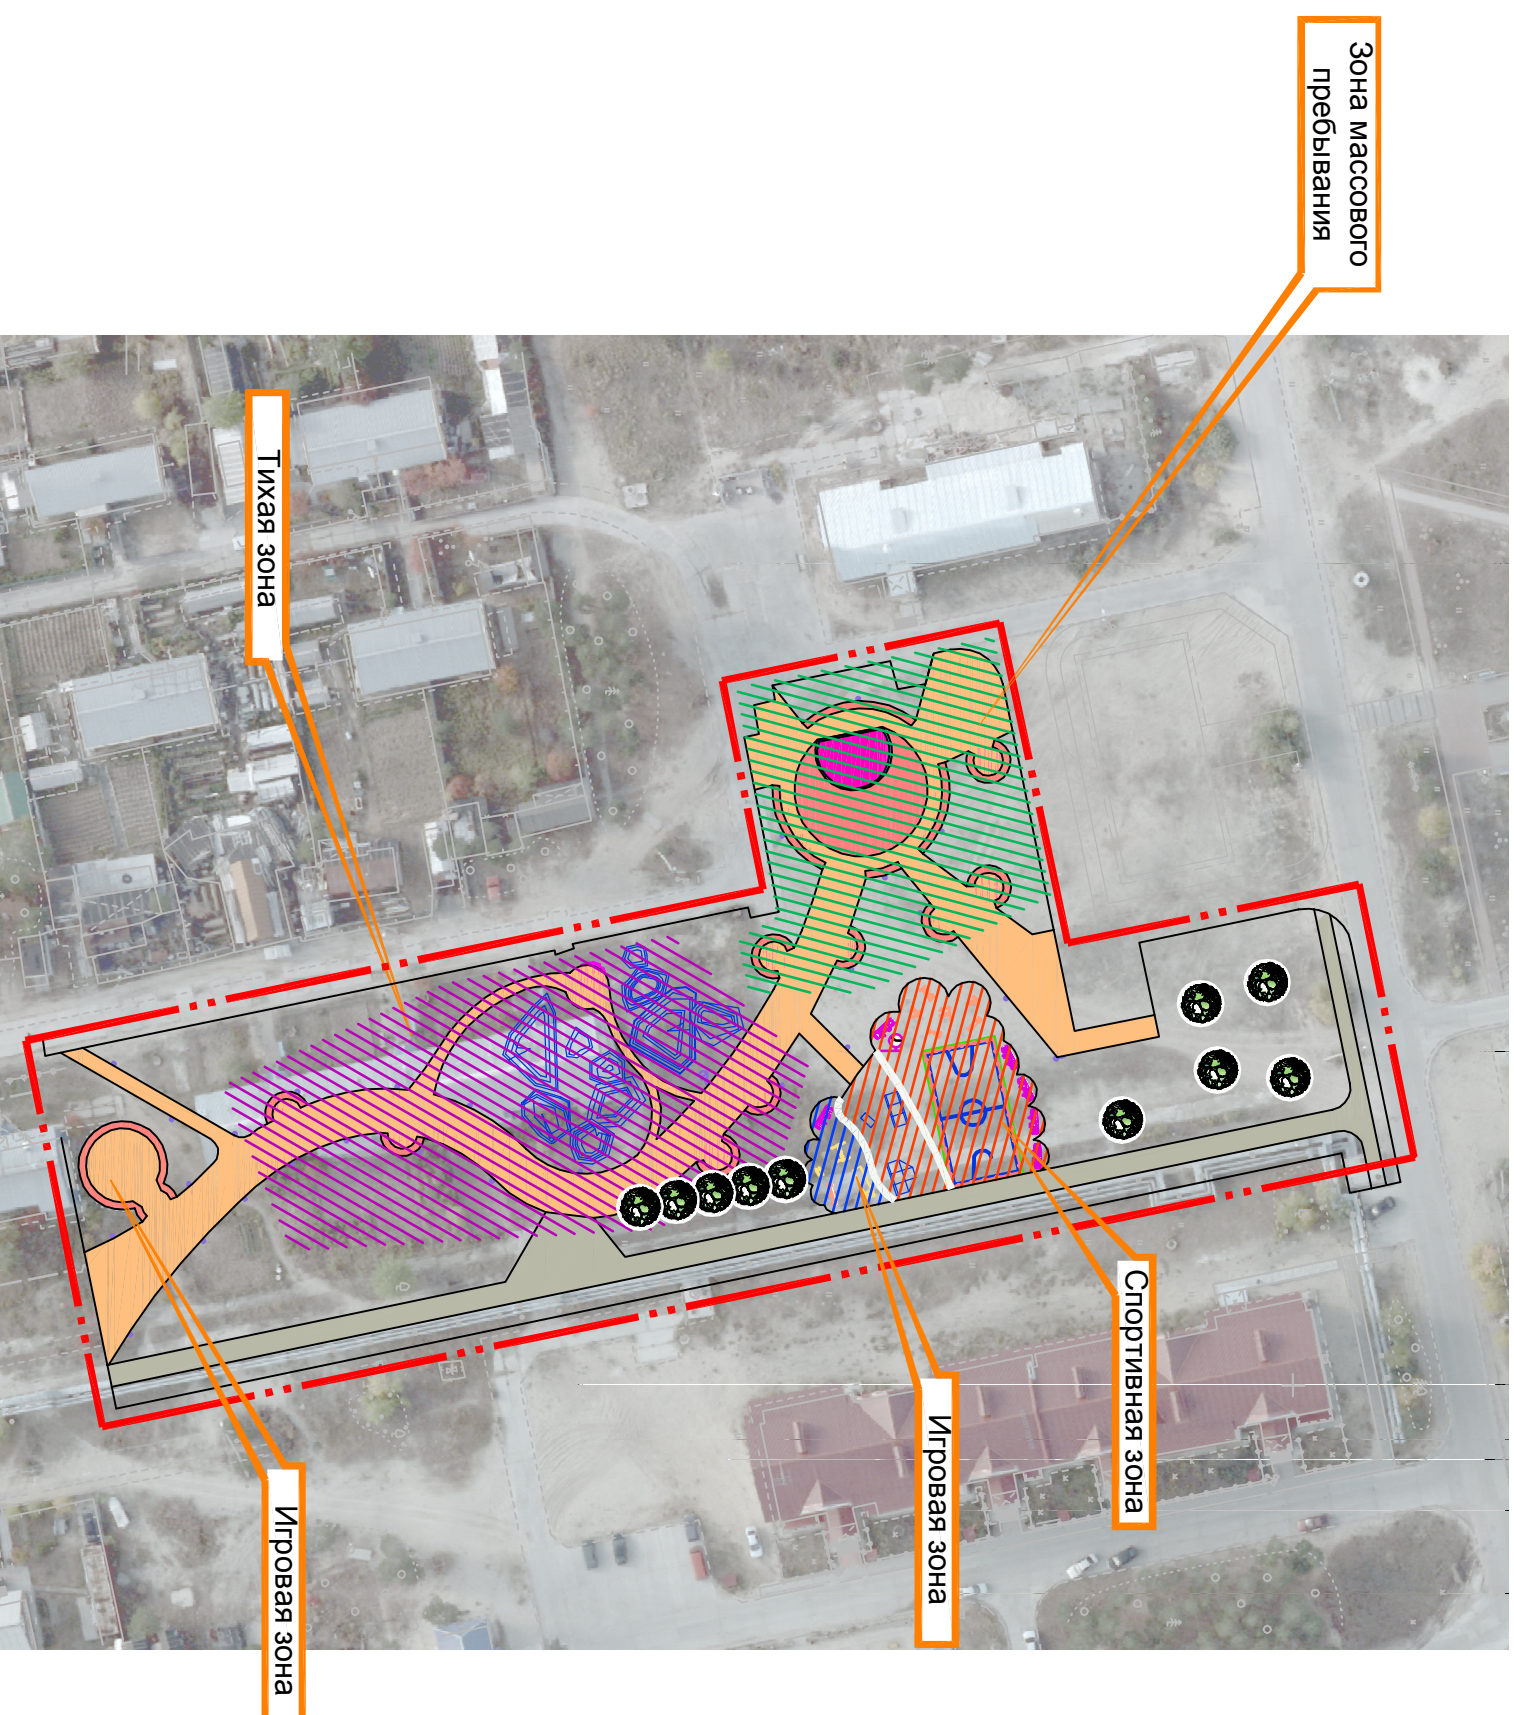 Зона массового
пребывания
Тихая зона
Спортивная зона
Игровая зона
Игровая зона